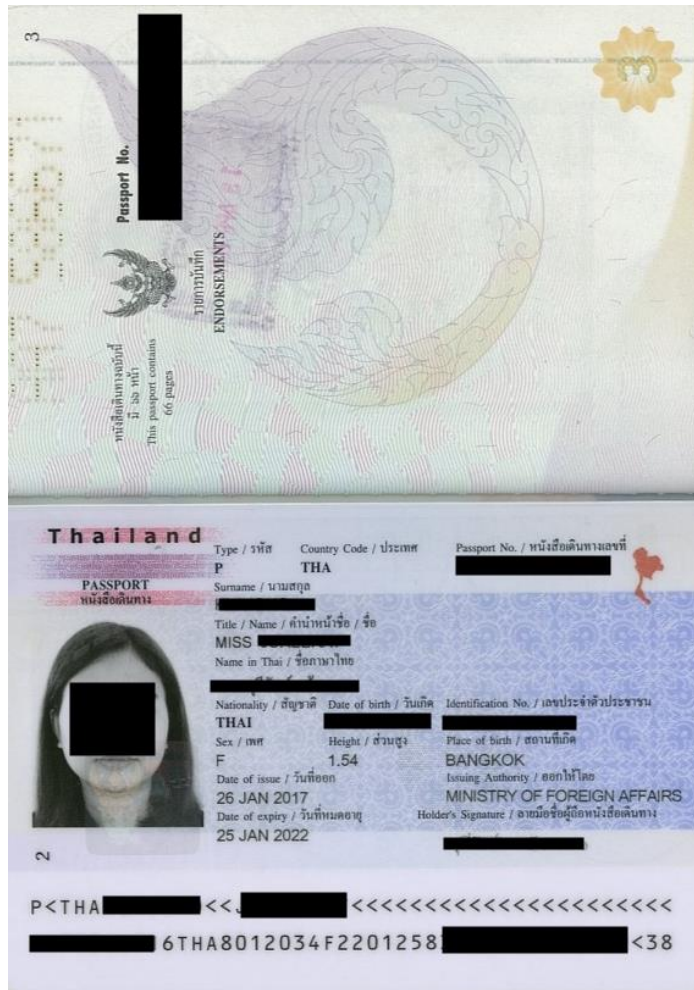 3
Passport No.
รายการบันทึก
ENDORSEMENTS
หนังสือเดินทางฉบับนี้
มี ๖๖ หน้า
This passport contains
66 pages
๓
Thailand
PASSPORT
หนังสือเดินทาง
Type / รหัส Country Code / ประเทศ Passport No. / หนังสือเดินทางเลขที่
P THA
Surname / นามสกุล
Title / Name / คำนำหน้าชื่อ / ชื่อ
MISS
Name in Thai / ชื่อภาษาไทย
Nationality / สัญชาติ Date of birth / วันเกิด Identification No. / เลขประจำตัวประชาชน
THAI
Sex / เพศ Height / ส่วนสูง Place of birth / สถานที่เกิด
F 1.54 BANGKOK
Date of issue / วันที่ออก Issuing Authority / ออกให้โดย
26 JAN 2017 MINISTRY OF FOREIGN AFFAIRS
Date of expiry / วันที่หมดอายุ Holder's Signature / ลายมือชื่อผู้ถือหนังสือเดินทาง
25 JAN 2022
2
P<THA <<J <<<<<<<<<<<<<<<<<<<<<<<
6THA8012034F2201258 <38